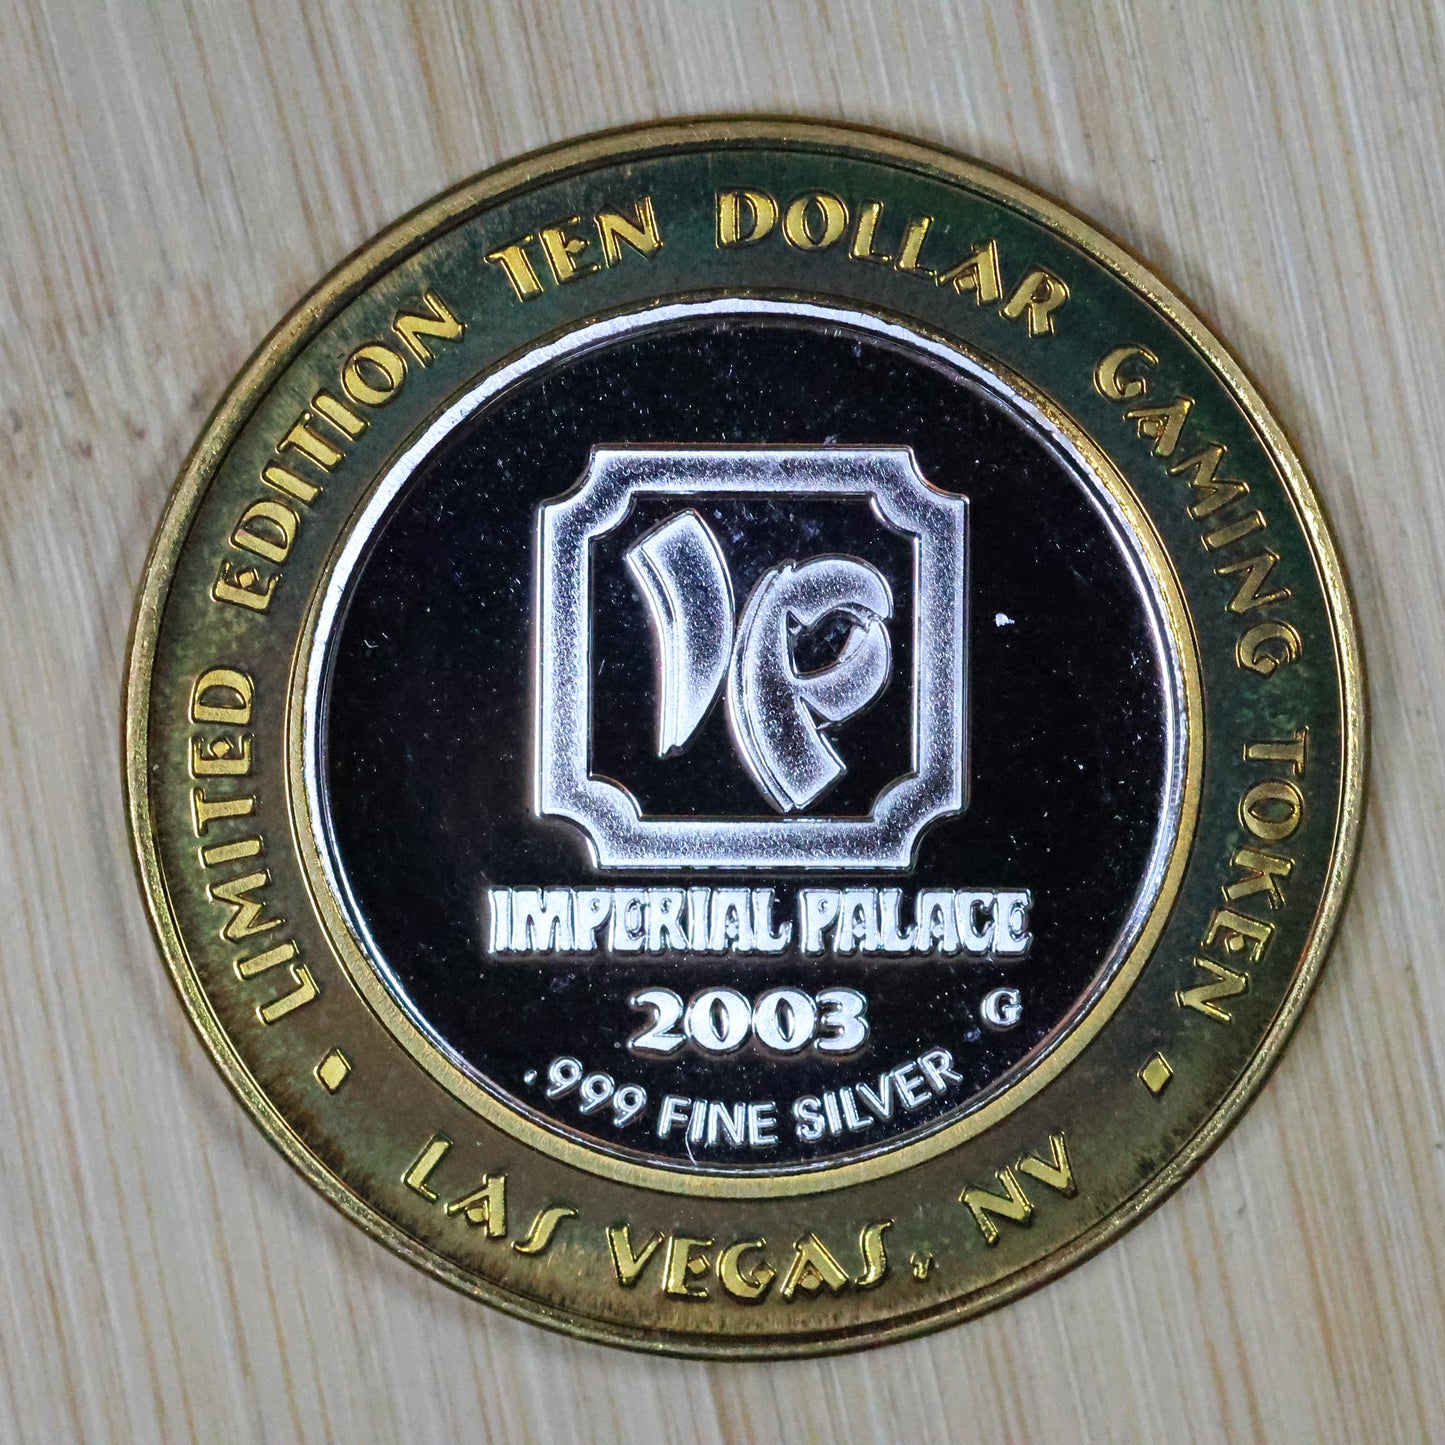 LIMITED EDITION TEN DOLLAR GAMING TOKEN
IP
IMPERIAL PALACE
2003
G
.999 FINE SILVER
LAS VEGAS, NV